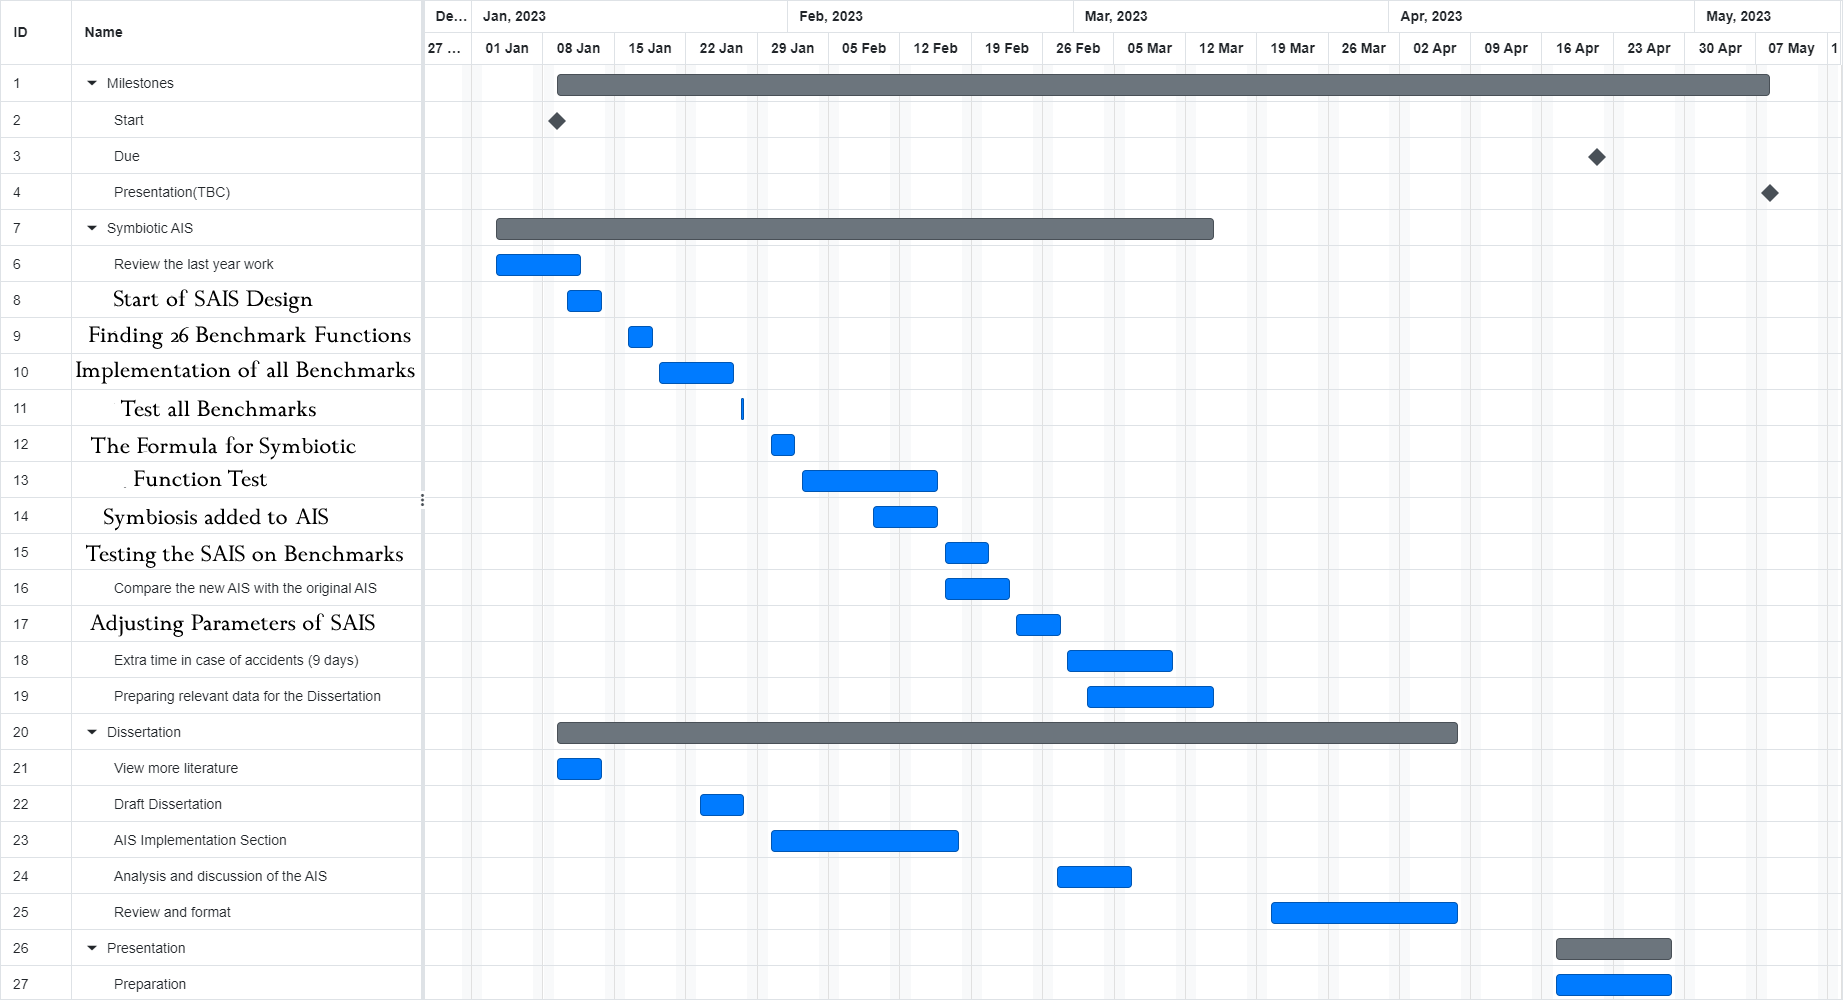 De... Jan, 2023 Feb, 2023 Mar, 2023 Apr, 2023 May, 2023
ID Name
27 ... 01 Jan 08 Jan 15 Jan 22 Jan 29 Jan 05 Feb 12 Feb 19 Feb 26 Feb 05 Mar 12 Mar 19 Mar 26 Mar 02 Apr 09 Apr 16 Apr 23 Apr 30 Apr 07 May 1
1 Milestones
2 Start
3 Due
4 Presentation(TBC)
7 Symbiotic AIS
6 Review the last year work
8 Start of SAIS Design
9 Finding 26 Benchmark Functions
10 Implementation of all Benchmarks
11 Test all Benchmarks
12 The Formula for Symbiotic
13 Function Test
14 Symbiosis added to AIS
15 Testing the SAIS on Benchmarks
16 Compare the new AIS with the original AIS
17 Adjusting Parameters of SAIS
18 Extra time in case of accidents (9 days)
19 Preparing relevant data for the Dissertation
20 Dissertation
21 View more literature
22 Draft Dissertation
23 AIS Implementation Section
24 Analysis and discussion of the AIS
25 Review and format
26 Presentation
27 Preparation